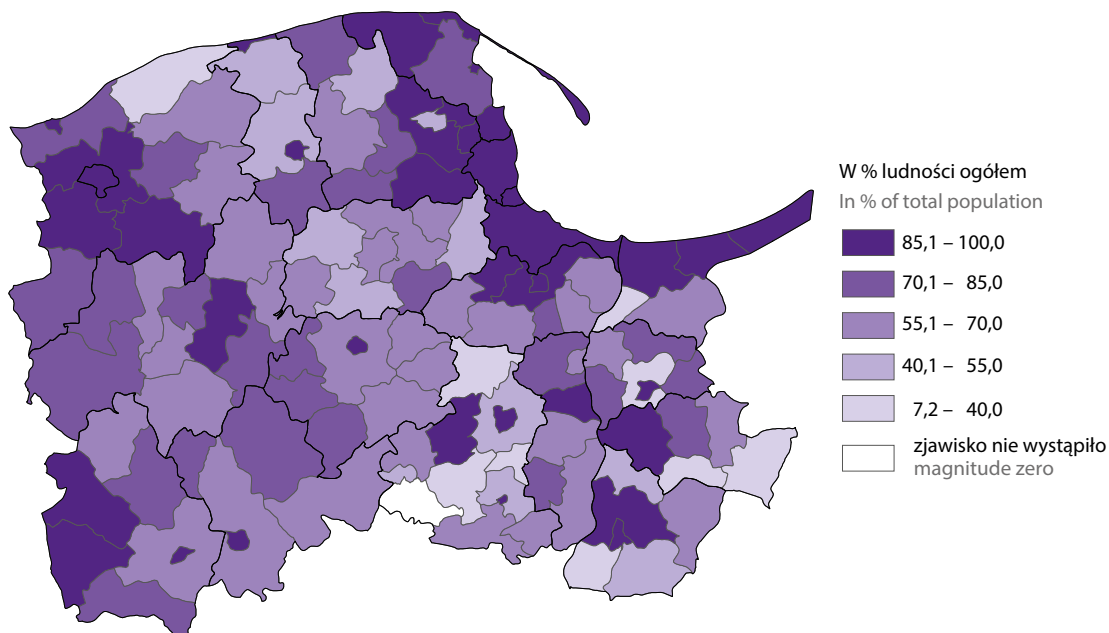 W % ludności ogółem
In % of total population
85,1 – 100,0
70,1 – 85,0
55,1 – 70,0
40,1 – 55,0
7,2 – 40,0
zjawisko nie wystąpiło
magnitude zero